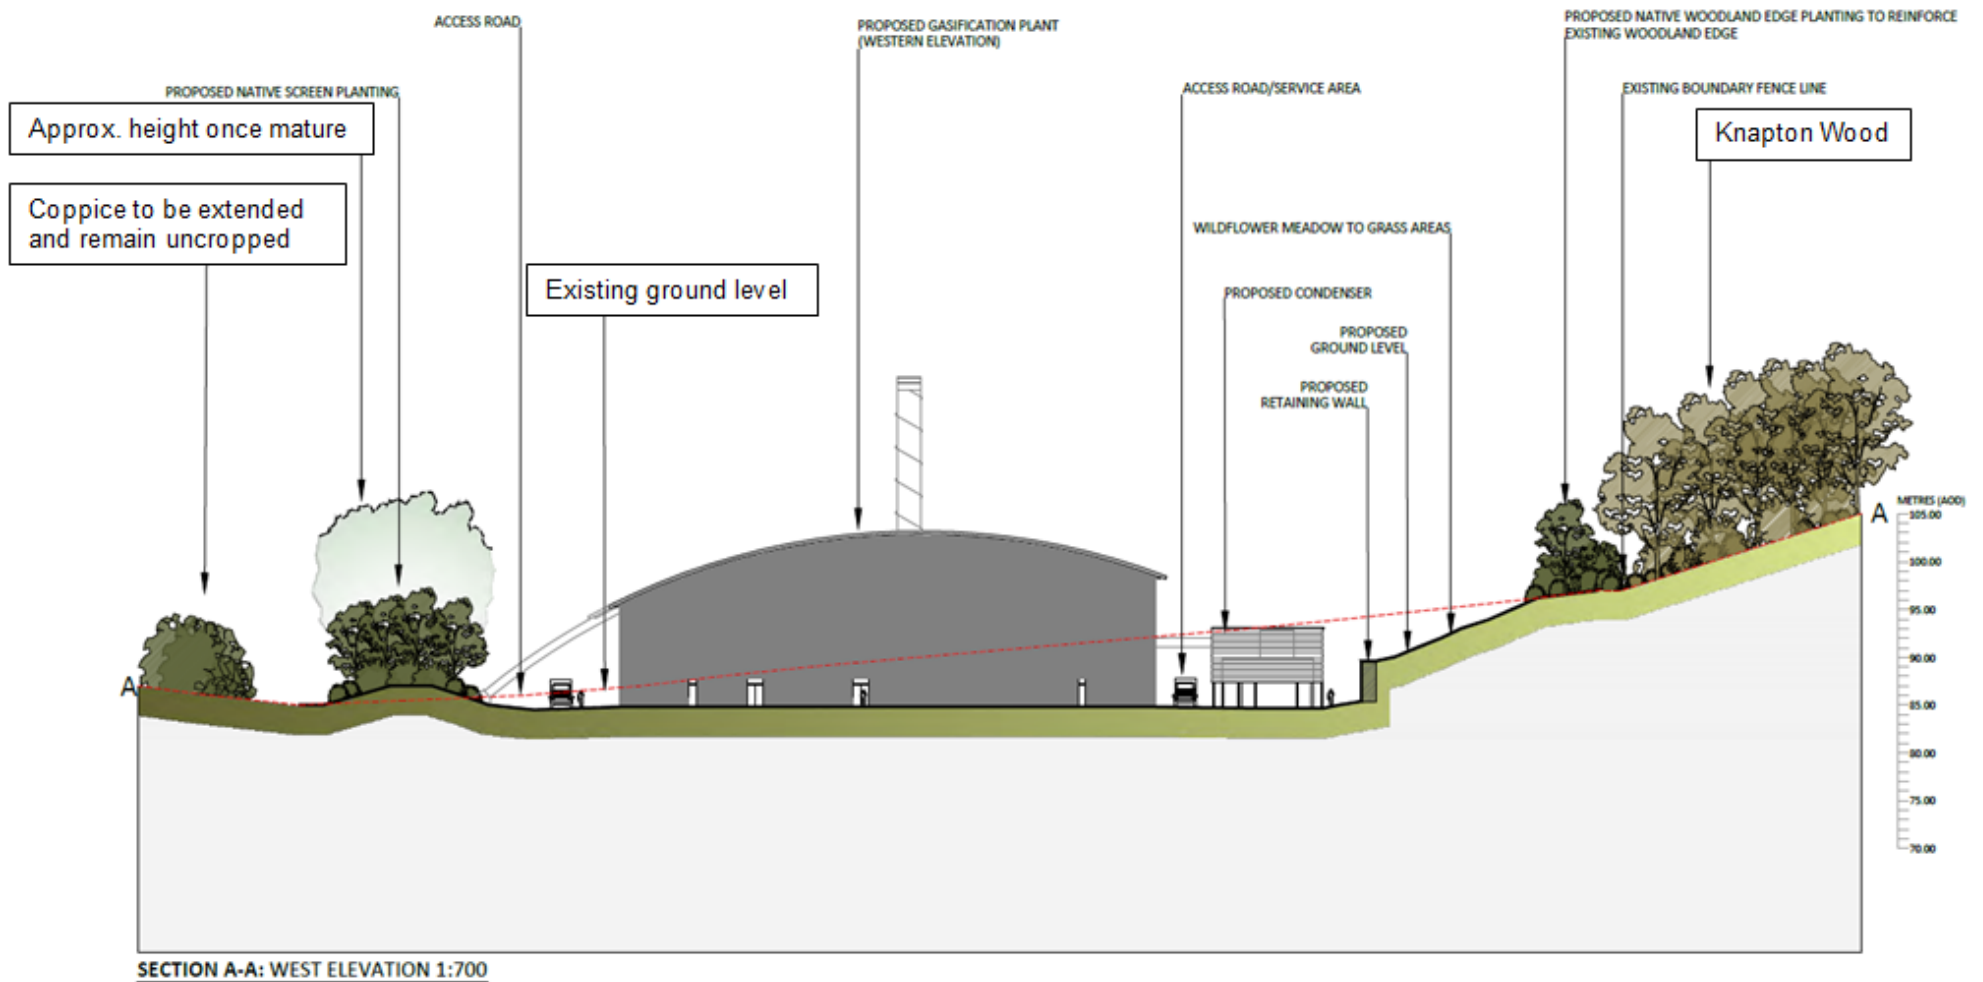 ACCESS ROAD
PROPOSED GASIFICATION PLANT
(WESTERN ELEVATION)
PROPOSED NATIVE WOODLAND EDGE PLANTING TO REINFORCE
EXISTING WOODLAND EDGE
PROPOSED NATIVE SCREEN PLANTING
ACCESS ROAD/SERVICE AREA
EXISTING BOUNDARY FENCE LINE
Approx. height once mature
Knapton Wood
Coppice to be extended
and remain uncropped
WILDFLOWER MEADOW TO GRASS AREAS
Existing ground level
PROPOSED CONDENSER
PROPOSED
GROUND LEVEL
PROPOSED
RETAINING WALL
METRES (AOD)
A
105.00
100.00
95.00
90.00
A
85.00
80.00
75.00
70.00
SECTION A-A: WEST ELEVATION 1:700